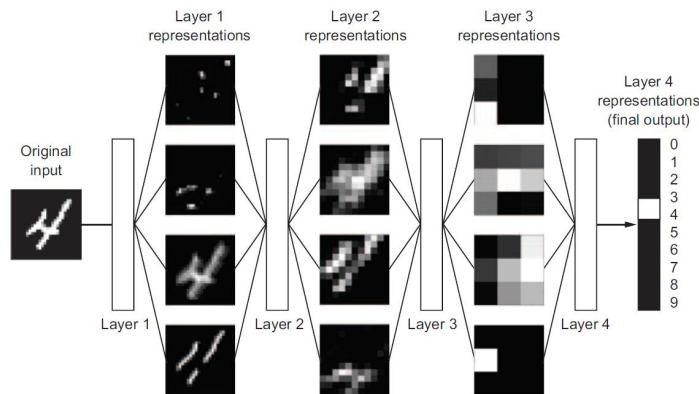 Layer 1
representations
Layer 2
representations
Layer 3
representations
Layer 4
representations
(final output)
Original
input
0
1
2
3
4
5
6
7
8
9
Layer 1
Layer 2
Layer 3
Layer 4